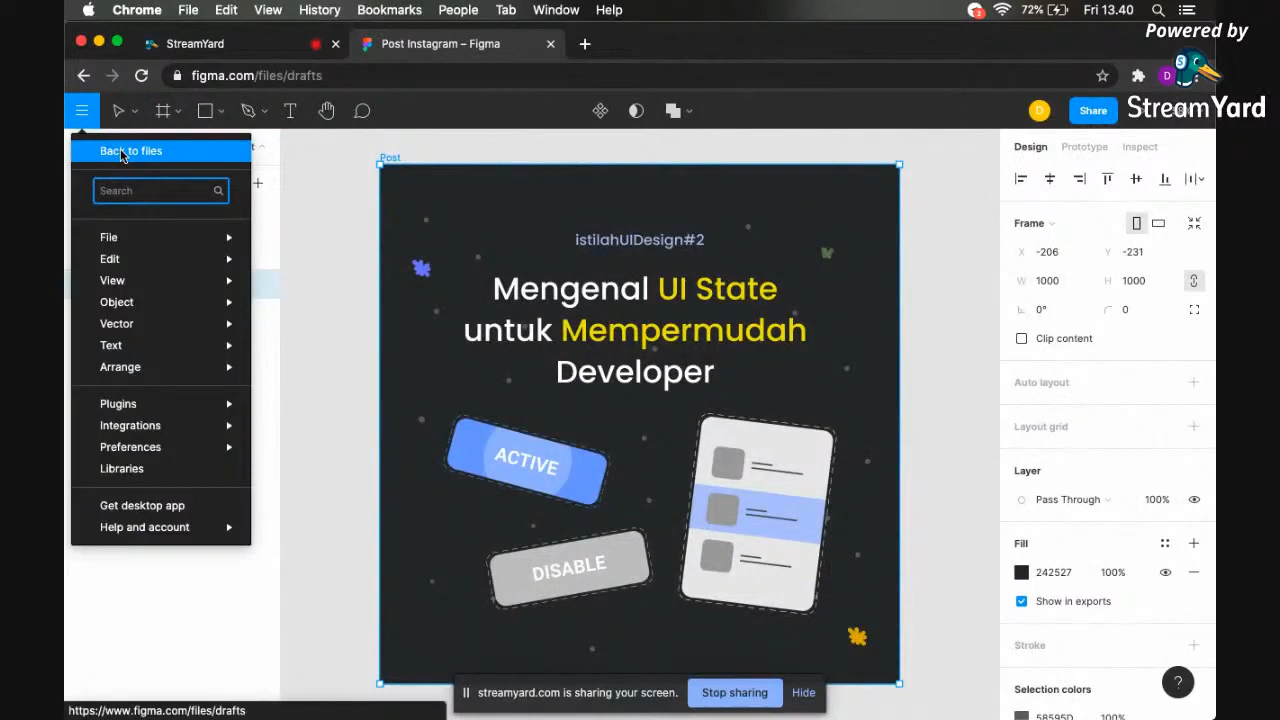 Chrome File Edit View History Bookmarks People Tab Window Help 72% Fri 13.40
Powered by
StreamYard
StreamYard Post Instagram – Figma
figma.com/files/drafts D
D Share
Back to files
Search
File
Edit
View
Object
Vector
Text
Arrange
Plugins
Integrations
Preferences
Libraries
Get desktop app
Help and account
Post
istilahUIDesign#2
Mengenal UI State
untuk Mempermudah
Developer
ACTIVE
DISABLE
Design Prototype Inspect
Frame
X -206 Y -231
W 1000 H 1000
0° 0
Clip content
Auto layout
Layout grid
Layer
Pass Through 100%
Fill
242527 100%
Show in exports
Stroke
Selection colors
58595D 100%
?
streamyard.com is sharing your screen. Stop sharing Hide
https://www.figma.com/files/drafts